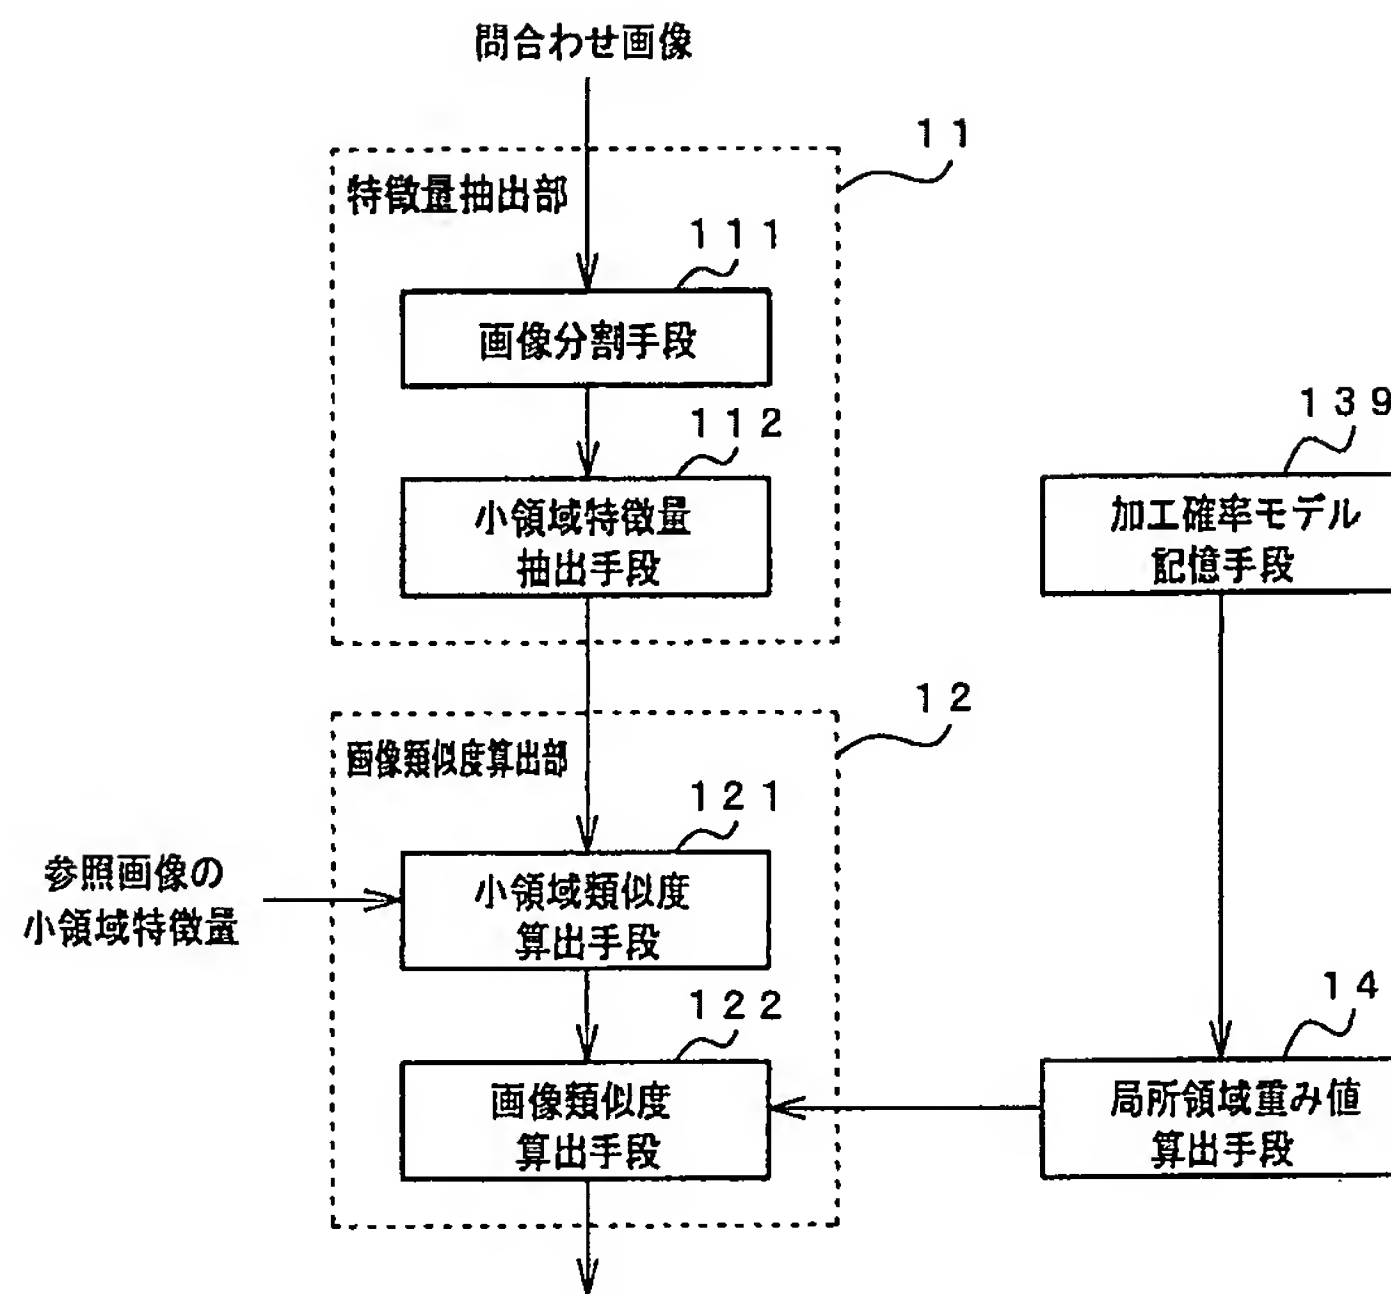 問合わせ画像
11
特徴量抽出部
111
画像分割手段
112
小領域特徴量
抽出手段
139
加工確率モデル
記憶手段
12
画像類似度算出部
121
参照画像の
小領域特徴量
小領域類似度
算出手段
122
画像類似度
算出手段
14
局所領域重み値
算出手段